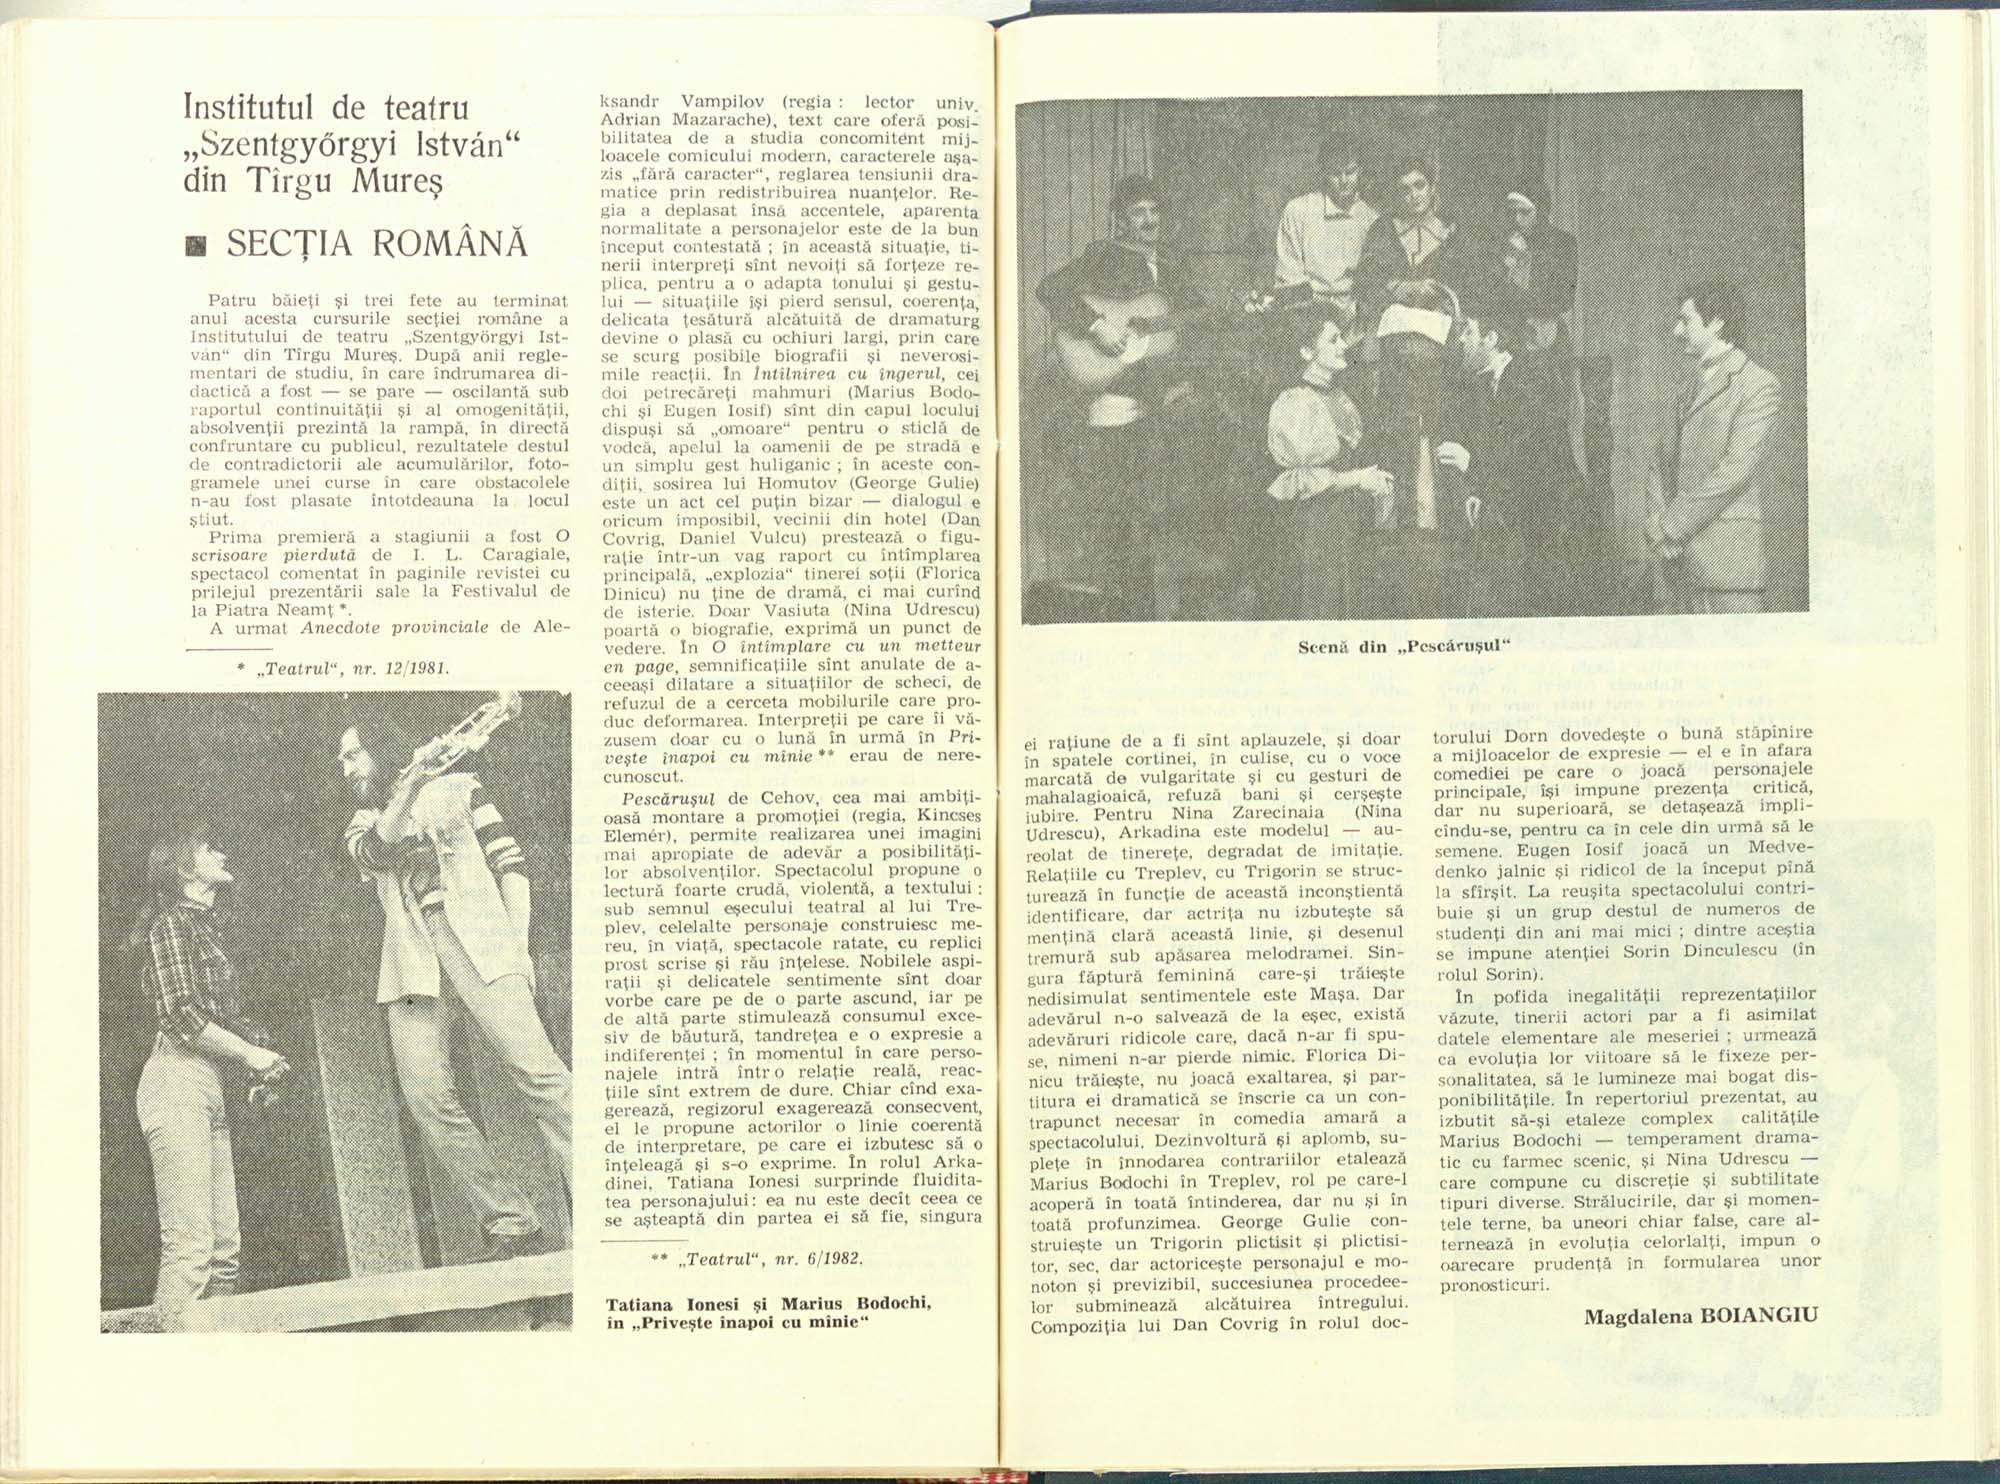 Institutul de teatru
„Szentgyőrgyi István“
din Tîrgu Mureş
■ SECŢIA ROMÂNĂ
Patru băieţi şi trei fete au terminat
anul acesta cursurile secţiei române a
Institutului de teatru „Szentgyörgyi Ist-
ván“ din Tîrgu Mureş. După anii regle-
mentari de studiu, în care îndrumarea di-
dactică a fost — se pare — oscilantă sub
raportul continuităţii şi al omogenităţii,
absolvenţii prezintă la rampă, în directă
confruntare cu publicul, rezultatele destul
de contradictorii ale acumulărilor, foto-
gramele unei curse în care obstacolele
n-au fost plasate întotdeauna la locul
ştiut.
Prima premieră a stagiunii a fost O
scrisoare pierdută de I. L. Caragiale,
spectacol comentat în paginile revistei cu
prilejul prezentării sale la Festivalul de
la Piatra Neamţ *.
A urmat Anecdote provinciale de Ale-
* „Teatrul“, nr. 12/1981.
ksandr Vampilov (regia : lector univ.
Adrian Mazarache), text care oferă posi-
bilitatea de a studia concomitent mij-
loacele comicului modern, caracterele aşa-
zis „fără caracter“, reglarea tensiunii dra-
matice prin redistribuirea nuanţelor. Re-
gia a deplasat însă accentele, aparenta
normalitate a personajelor este de la bun
început contestată ; în această situaţie, ti-
nerii interpreţi sînt nevoiţi să forţeze re-
plica, pentru a o adapta tonului şi gestu-
lui — situaţiile îşi pierd sensul, coerenţa,
delicata ţesătură alcătuită de dramaturg
devine o plasă cu ochiuri largi, prin care
se scurg posibile biografii şi neverosi-
mile reacţii. În Întîlnirea cu îngerul, cei
doi petrecăreţi mahmuri (Marius Bodo-
chi şi Eugen Iosif) sînt din capul locului
dispuşi să „omoare“ pentru o sticlă de
vodcă, apelul la oamenii de pe stradă e
un simplu gest huliganic ; în aceste con-
diţii, sosirea lui Homutov (George Gulie)
este un act cel puţin bizar — dialogul e
oricum imposibil, vecinii din hotel (Dan
Covrig, Daniel Vulcu) prestează o figu-
raţie într-un vag raport cu întîmplarea
principală, „explozia“ tinerei soţii (Florica
Dinicu) nu ţine de dramă, ci mai curînd
de isterie. Doar Vasiuta (Nina Udrescu)
poartă o biografie, exprimă un punct de
vedere. În O întîmplare cu un metteur
en page, semnificaţiile sînt anulate de a-
ceeaşi dilatare a situaţiilor de scheci, de
refuzul de a cerceta mobilurile care pro-
duc deformarea. Interpreţii pe care îi vă-
zusem doar cu o lună în urmă în Pri-
veşte înapoi cu mînie ** erau de nere-
cunoscut.
Pescăruşul de Cehov, cea mai ambiţi-
oasă montare a promoţiei (regia, Kincses
Elemér), permite realizarea unei imagini
mai apropiate de adevăr a posibilităţi-
lor absolvenţilor. Spectacolul propune o
lectură foarte crudă, violentă, a textului :
sub semnul eşecului teatral al lui Tre-
plev, celelalte personaje construiesc me-
reu, în viaţă, spectacole ratate, cu replici
prost scrise şi rău înţelese. Nobilele aspi-
raţii şi delicatele sentimente sînt doar
vorbe care pe de o parte ascund, iar pe
de altă parte stimulează consumul exce-
siv de băutură, tandreţea e o expresie a
indiferenţei ; în momentul în care perso-
najele intră într o relaţie reală, reac-
ţiile sînt extrem de dure. Chiar cînd exa-
gerează, regizorul exagerează consecvent,
el le propune actorilor o linie coerentă
de interpretare, pe care ei izbutesc să o
înţeleagă şi s-o exprime. În rolul Arka-
dinei, Tatiana Ionesi surprinde fluidita-
tea personajului: ea nu este decît ceea ce
se aşteaptă din partea ei să fie, singura
** „Teatrul“, nr. 6/1982.
Tatiana Ionesi şi Marius Bodochi,
în „Priveşte înapoi cu mînie“
Scenă din „Pescăruşul“
ei raţiune de a fi sînt aplauzele, şi doar
în spatele cortinei, în culise, cu o voce
marcată de vulgaritate şi cu gesturi de
mahalagioaică, refuză bani şi cerşeşte
iubire. Pentru Nina Zarecinaia (Nina
Udrescu), Arkadina este modelul — au-
reolat de tinereţe, degradat de imitaţie.
Relaţiile cu Treplev, cu Trigorin se struc-
turează în funcţie de această inconştientă
identificare, dar actriţa nu izbuteşte să
menţină clară această linie, şi desenul
tremură sub apăsarea melodramei. Sin-
gura făptură feminină care-şi trăieşte
nedisimulat sentimentele este Maşa. Dar
adevărul n-o salvează de la eşec, există
adevăruri ridicole care, dacă n-ar fi spu-
se, nimeni n-ar pierde nimic. Florica Di-
nicu trăieşte, nu joacă exaltarea, şi par-
titura ei dramatică se înscrie ca un con-
trapunct necesar în comedia amară a
spectacolului. Dezinvoltură şi aplomb, su-
pleţe în înnodarea contrariilor etalează
Marius Bodochi în Treplev, rol pe care-l
acoperă în toată întinderea, dar nu şi în
toată profunzimea. George Gulie con-
struieşte un Trigorin plictisit şi plictisi-
tor, sec, dar actoriceşte personajul e mo-
noton şi previzibil, succesiunea procedee-
lor subminează alcătuirea întregului.
Compoziţia lui Dan Covrig în rolul doc-
torului Dorn dovedeşte o bună stăpînire
a mijloacelor de expresie — el e în afara
comediei pe care o joacă personajele
principale, îşi impune prezenţa critică,
dar nu superioară, se detaşează impli-
cîndu-se, pentru ca în cele din urmă să le
semene. Eugen Iosif joacă un Medve-
denko jalnic şi ridicol de la început pînă
la sfîrşit. La reuşita spectacolului contri-
buie şi un grup destul de numeros de
studenţi din ani mai mici ; dintre aceştia
se impune atenţiei Sorin Dinculescu (în
rolul Sorin).
În pofida inegalităţii reprezentaţiilor
văzute, tinerii actori par a fi asimilat
datele elementare ale meseriei ; urmează
ca evoluţia lor viitoare să le fixeze per-
sonalitatea, să le lumineze mai bogat dis-
ponibilităţile. În repertoriul prezentat, au
izbutit să-şi etaleze complex calităţile
Marius Bodochi — temperament drama-
tic cu farmec scenic, şi Nina Udrescu —
care compune cu discreţie şi subtilitate
tipuri diverse. Strălucirile, dar şi momen-
tele terne, ba uneori chiar false, care al-
ternează în evoluţia celorlalţi, impun o
oarecare prudenţă în formularea unor
pronosticuri.
Magdalena BOIANGIU